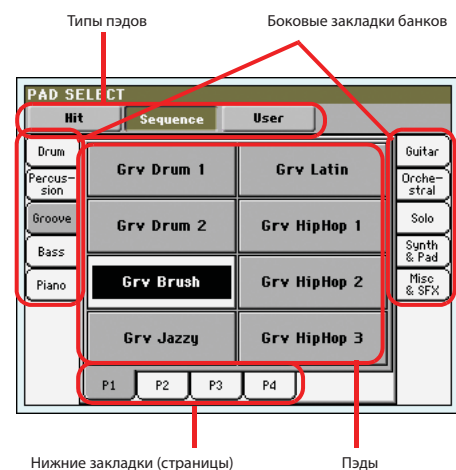 Типы пэдов
Боковые закладки банков
PAD SELECT
Hit
Sequence
User
Drum
Percus-
sion
Groove
Bass
Piano
Grv Drum 1
Grv Latin
Grv Drum 2
Grv HipHop 1
Grv Brush
Grv HipHop 2
Grv Jazzy
Grv HipHop 3
Guitar
Orche-
stral
Solo
Synth
& Pad
Misc
& SFX
P1
P2
P3
P4
Нижние закладки (страницы)
Пэды